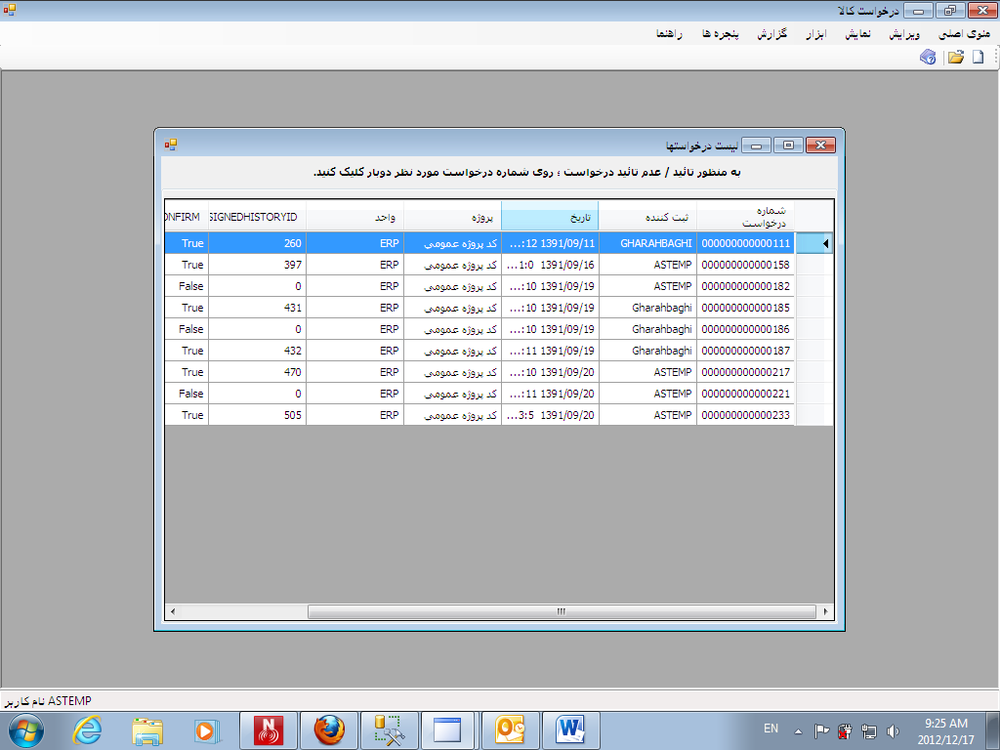 درخواست کالا
منوی اصلی ویرایش نمایش ابزار گزارش پنجره ها راهنما
لیست درخواستها
به منظور تائید / عدم تائید درخواست ؛ روی شماره درخواست مورد نظر دوبار کلیک کنید.
شماره درخواست ثبت کننده تاریخ پروژه واحد SIGNEDHISTORYID ONFIRM
000000000000111 GHARAHBAGHI 1391/09/11 12:... کد پروژه عمومی ERP 260 True
000000000000158 ASTEMP 1391/09/16 1:0... کد پروژه عمومی ERP 397 True
000000000000182 ASTEMP 1391/09/19 10:... کد پروژه عمومی ERP 0 False
000000000000185 Gharahbaghi 1391/09/19 10:... کد پروژه عمومی ERP 431 True
000000000000186 Gharahbaghi 1391/09/19 10:... کد پروژه عمومی ERP 0 False
000000000000187 Gharahbaghi 1391/09/19 11:... کد پروژه عمومی ERP 432 True
000000000000217 ASTEMP 1391/09/20 10:... کد پروژه عمومی ERP 470 True
000000000000221 ASTEMP 1391/09/20 11:... کد پروژه عمومی ERP 0 False
000000000000233 ASTEMP 1391/09/20 3:5... کد پروژه عمومی ERP 505 True
نام کاربر ASTEMP
EN
9:25 AM
2012/12/17